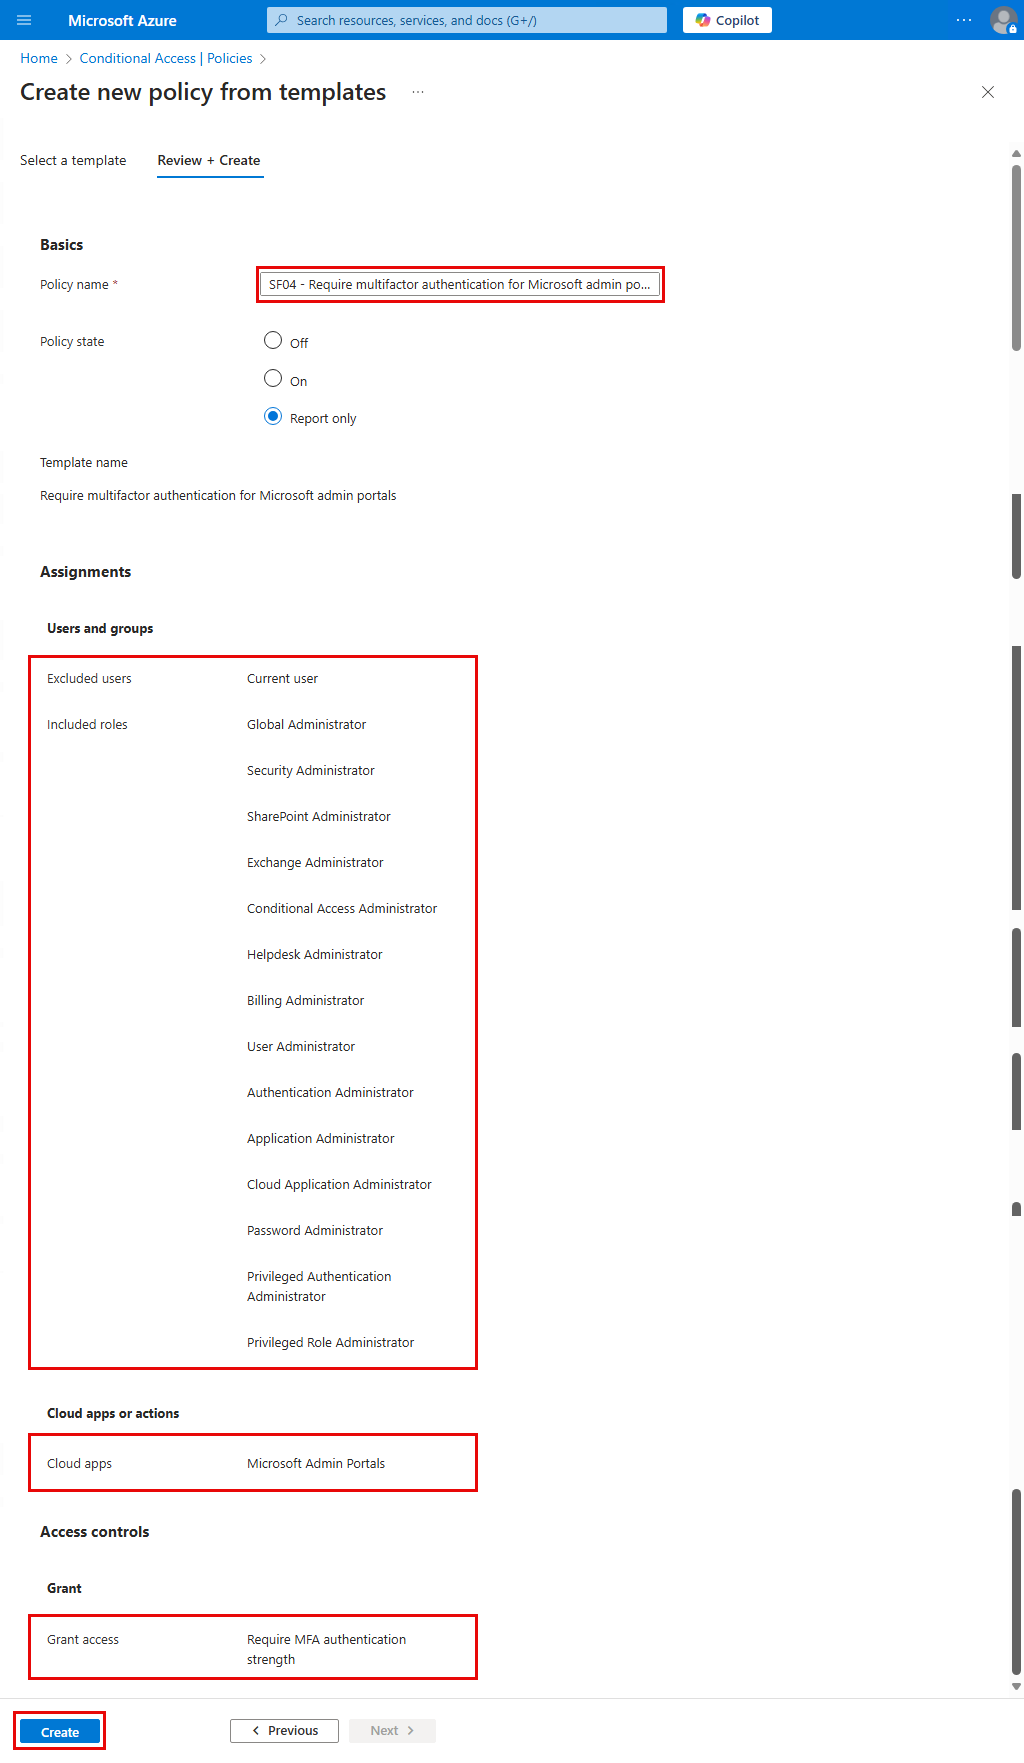 Microsoft Azure
Search resources, services, and docs (G+/)
Copilot
Home > Conditional Access | Policies >
Create new policy from templates ...
Select a template Review + Create
Basics
Policy name * SF04 - Require multifactor authentication for Microsoft admin po...
Policy state
Off
On
Report only
Template name
Require multifactor authentication for Microsoft admin portals
Assignments
Users and groups
Excluded users Current user
Included roles Global Administrator
Security Administrator
SharePoint Administrator
Exchange Administrator
Conditional Access Administrator
Helpdesk Administrator
Billing Administrator
User Administrator
Authentication Administrator
Application Administrator
Cloud Application Administrator
Password Administrator
Privileged Authentication
Administrator
Privileged Role Administrator
Cloud apps or actions
Cloud apps Microsoft Admin Portals
Access controls
Grant
Grant access Require MFA authentication
strength
Create < Previous Next >